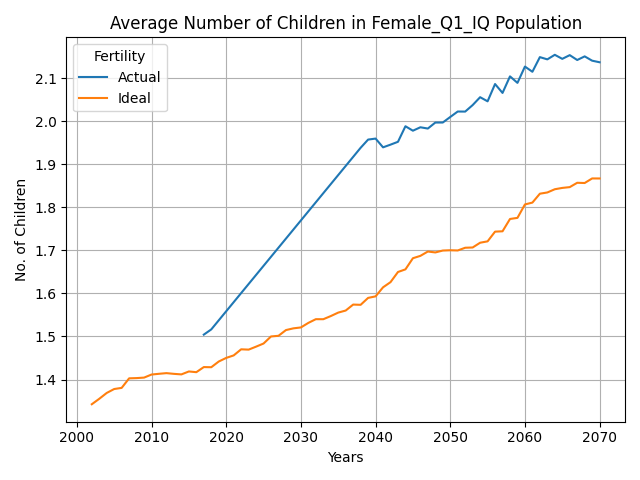 Average Number of Children in Female_Q1_IQ Population
Fertility
Actual
Ideal
No. of Children
2.1
2.0
1.9
1.8
1.7
1.6
1.5
1.4
2000 2010 2020 2030 2040 2050 2060 2070
Years